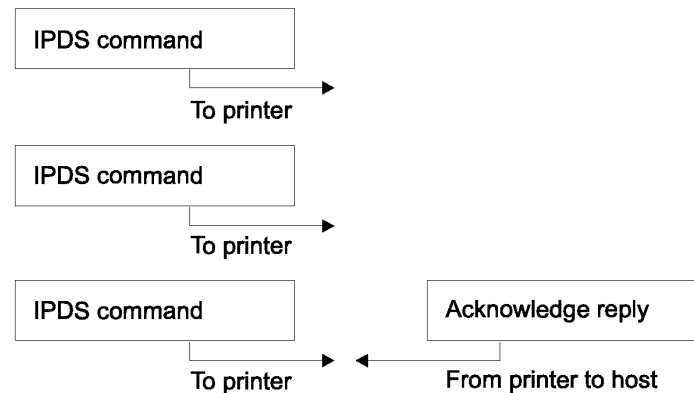 IPDS command
To printer
IPDS command
To printer
IPDS command
Acknowledge reply
To printer
From printer to host